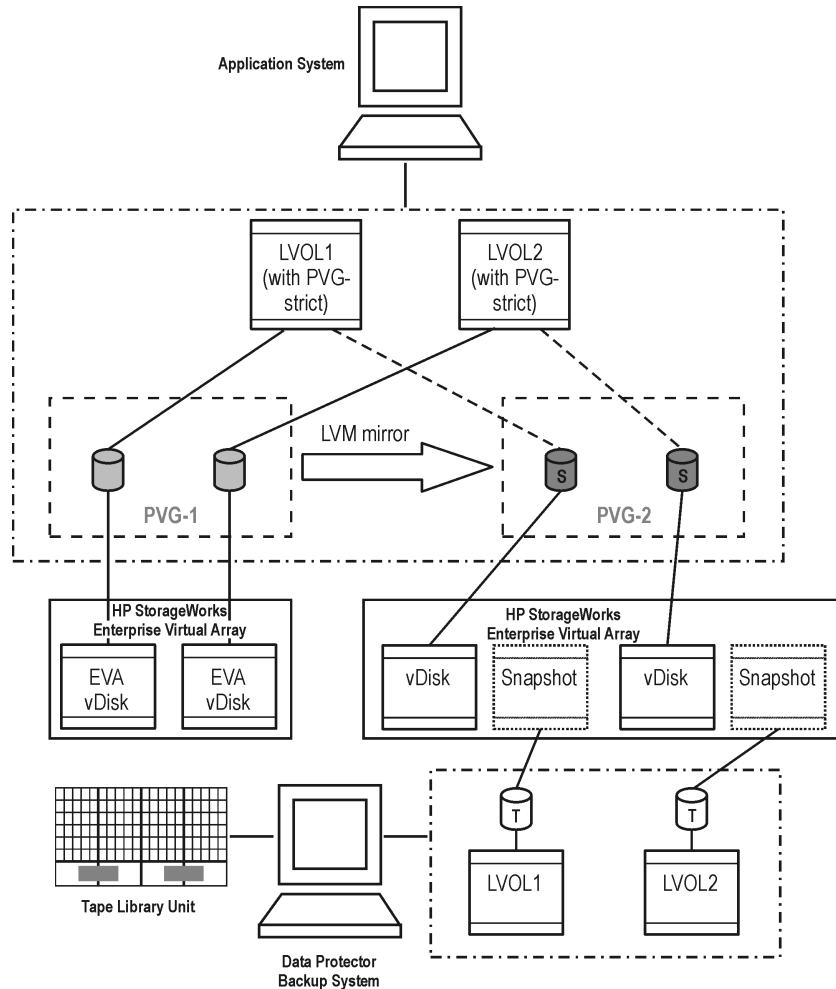 Application System
LVOL1
(with PVG-
strict)
LVOL2
(with PVG-
strict)
LVM mirror
S
S
PVG-1
PVG-2
HP StorageWorks
Enterprise Virtual Array
HP StorageWorks
Enterprise Virtual Array
EVA
vDisk
EVA
vDisk
vDisk
Snapshot
vDisk
Snapshot
T
T
LVOL1
LVOL2
Tape Library Unit
Data Protector
Backup System